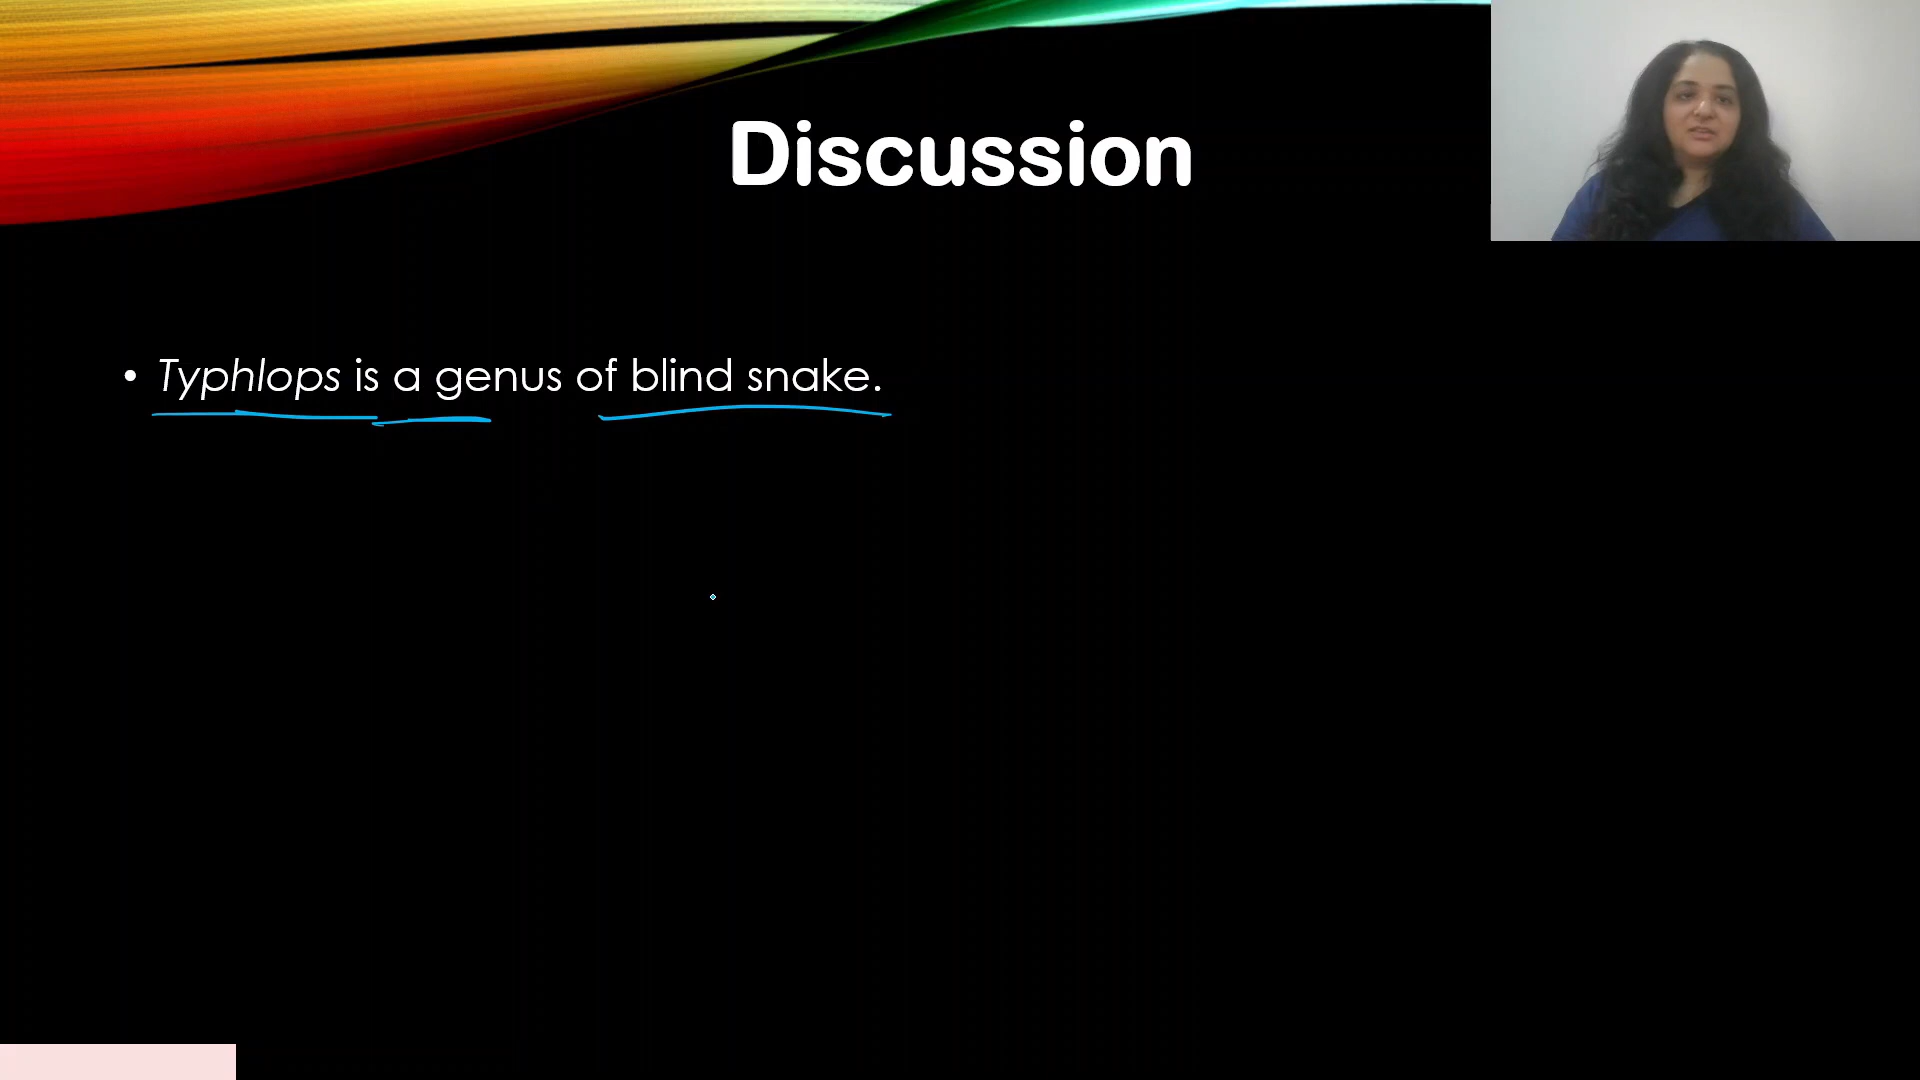 Discussion
• Typhlops is a genus of blind snake.